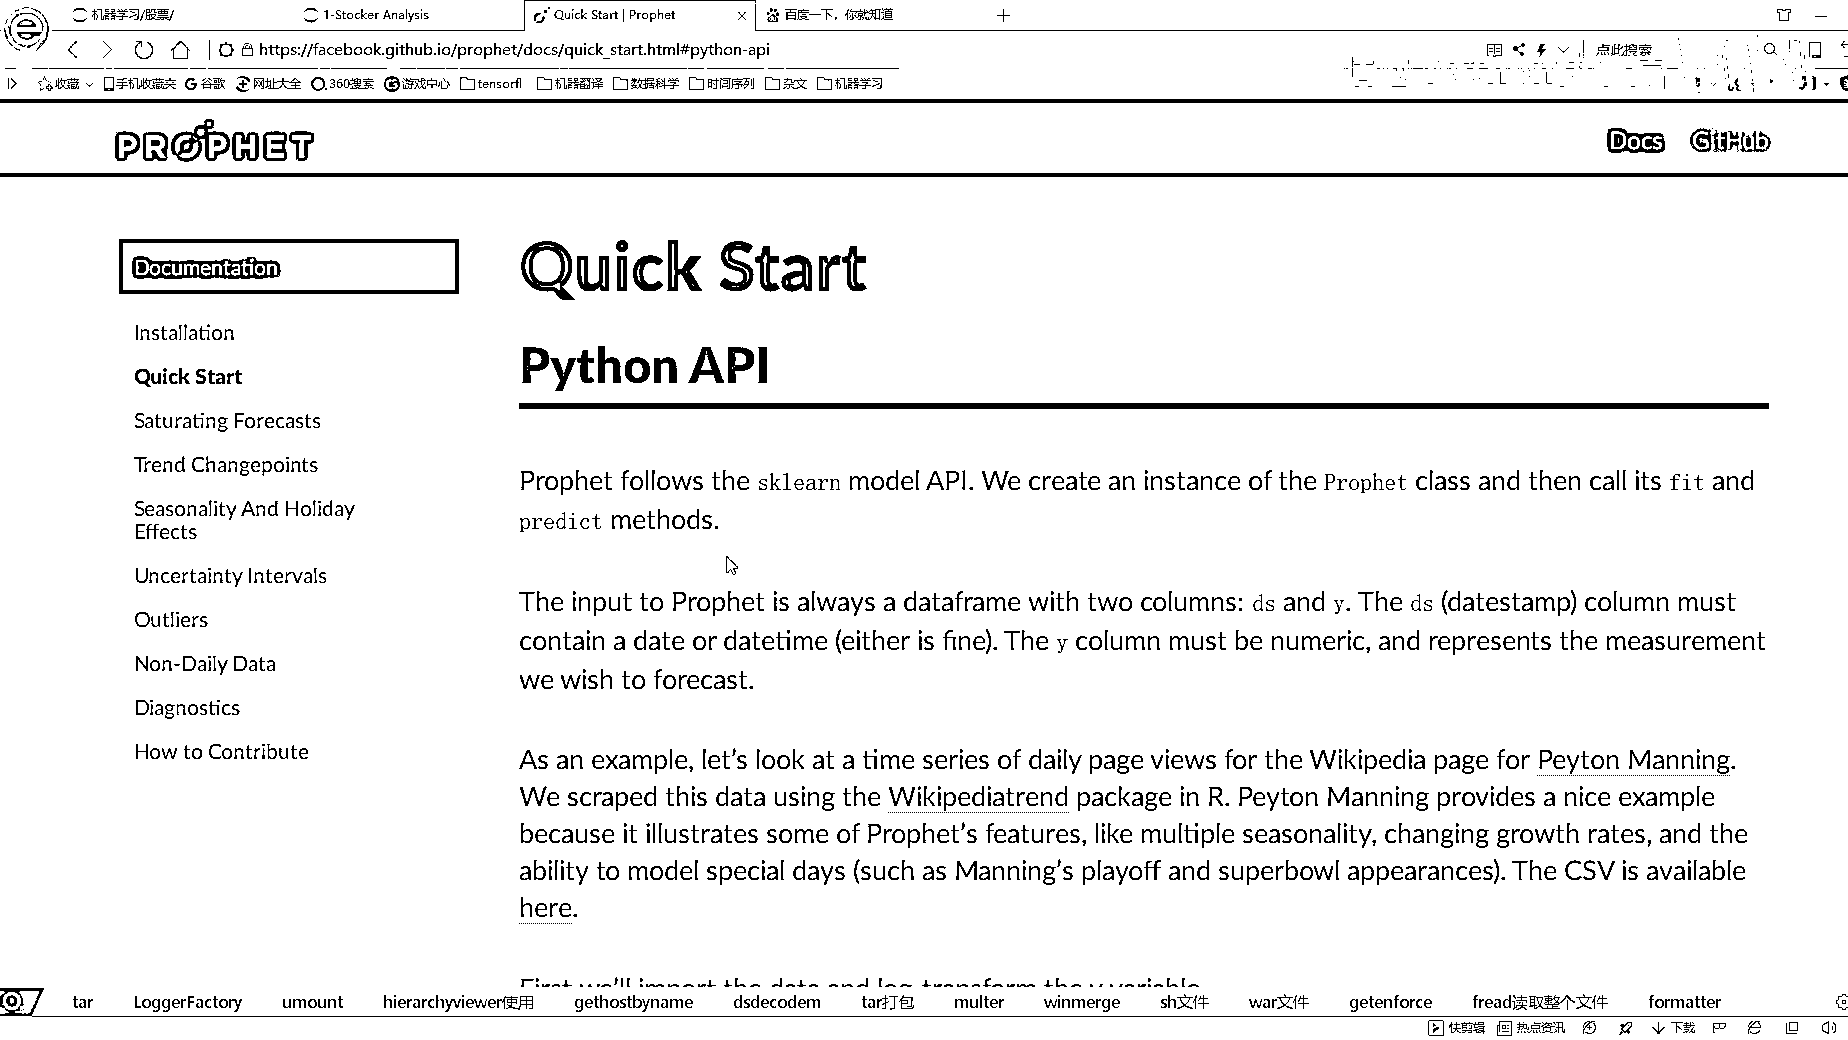 机器学习/股票/
1-Stocker Analysis
Quick Start | Prophet
百度一下，你就知道
https://facebook.github.io/prophet/docs/quick_start.html#python-api
点此搜索
收藏 手机收藏夹 谷歌 网址大全 360搜索 游戏中心 tensorfl 机器翻译 数据科学 时间序列 杂文 机器学习
PROPHET
Docs GitHub
Documentation
Installation
Quick Start
Saturating Forecasts
Trend Changepoints
Seasonality And Holiday
Effects
Uncertainty Intervals
Outliers
Non-Daily Data
Diagnostics
How to Contribute
Quick Start
Python API
Prophet follows the sklearn model API. We create an instance of the Prophet class and then call its fit and
predict methods.
The input to Prophet is always a dataframe with two columns: ds and y. The ds (datestamp) column must
contain a date or datetime (either is fine). The y column must be numeric, and represents the measurement
we wish to forecast.
As an example, let's look at a time series of daily page views for the Wikipedia page for Peyton Manning.
We scraped this data using the Wikipediatrend package in R. Peyton Manning provides a nice example
because it illustrates some of Prophet's features, like multiple seasonality, changing growth rates, and the
ability to model special days (such as Manning's playoff and superbowl appearances). The CSV is available
here.
First we'll import the data and log-transform the y variable.
tar LoggerFactory umount hierarchyviewer使用 gethostbyname dsdecodem tar打包 multer winmerge sh文件 war文件 getenforce fread读取整个文件 formatter
快剪辑 热点资讯 下载